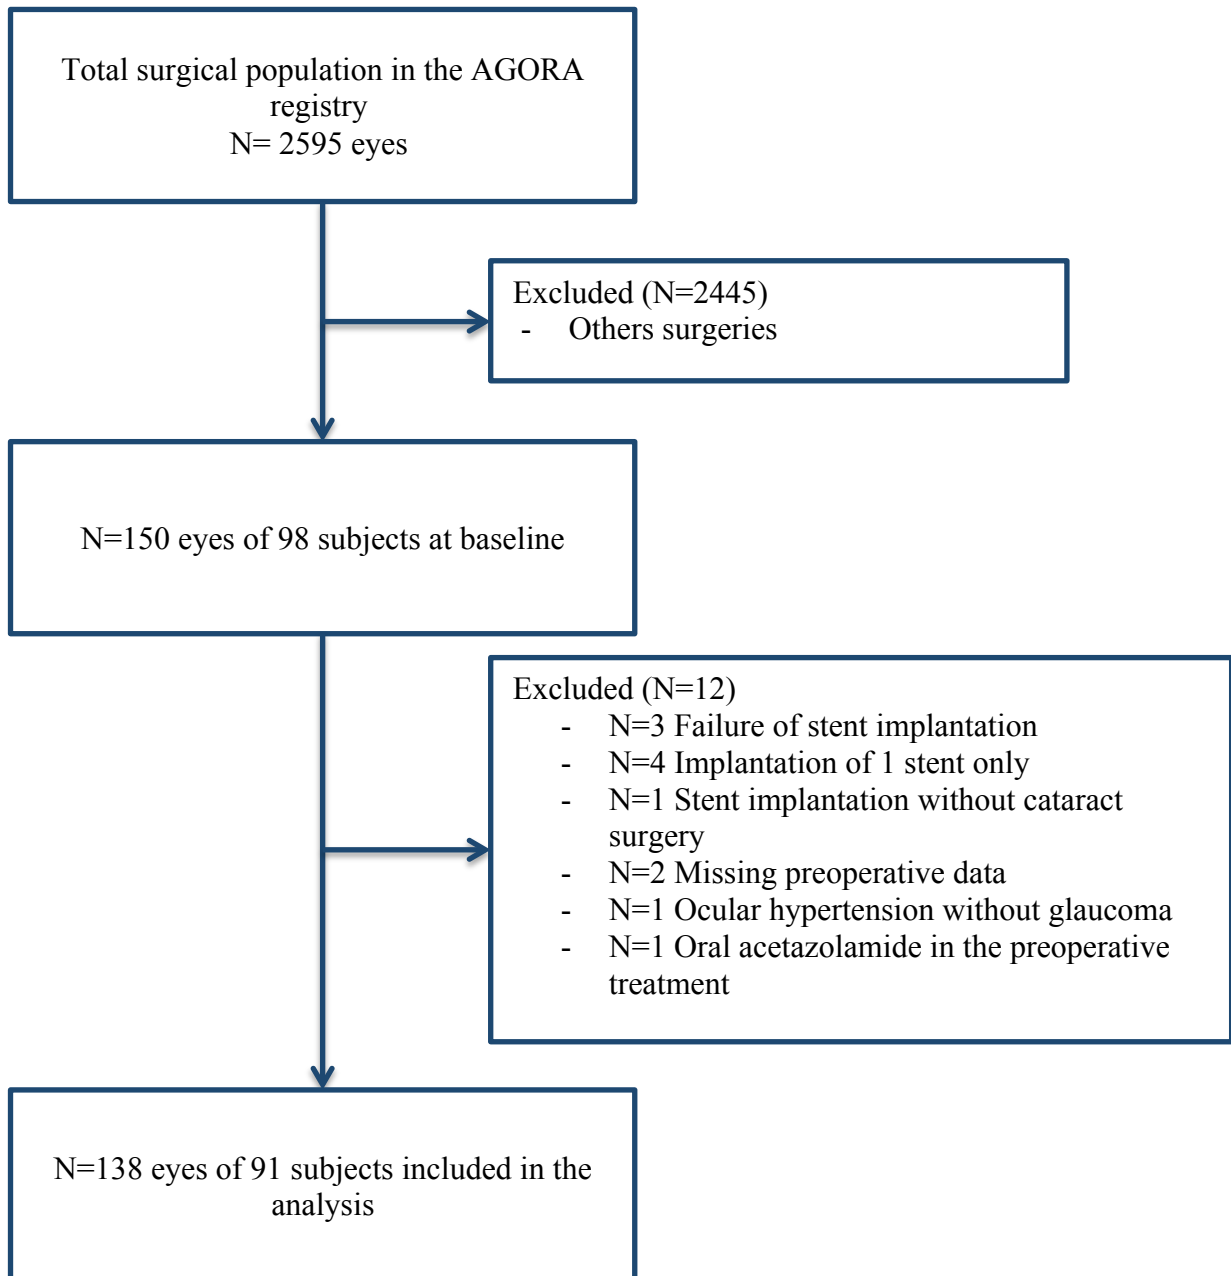 Total surgical population in the AGORA
registry
N= 2595 eyes
Excluded (N=2445)
- Others surgeries
N=150 eyes of 98 subjects at baseline
Excluded (N=12)
- N=3 Failure of stent implantation
- N=4 Implantation of 1 stent only
- N=1 Stent implantation without cataract
surgery
- N=2 Missing preoperative data
- N=1 Ocular hypertension without glaucoma
- N=1 Oral acetazolamide in the preoperative
treatment
N=138 eyes of 91 subjects included in the
analysis